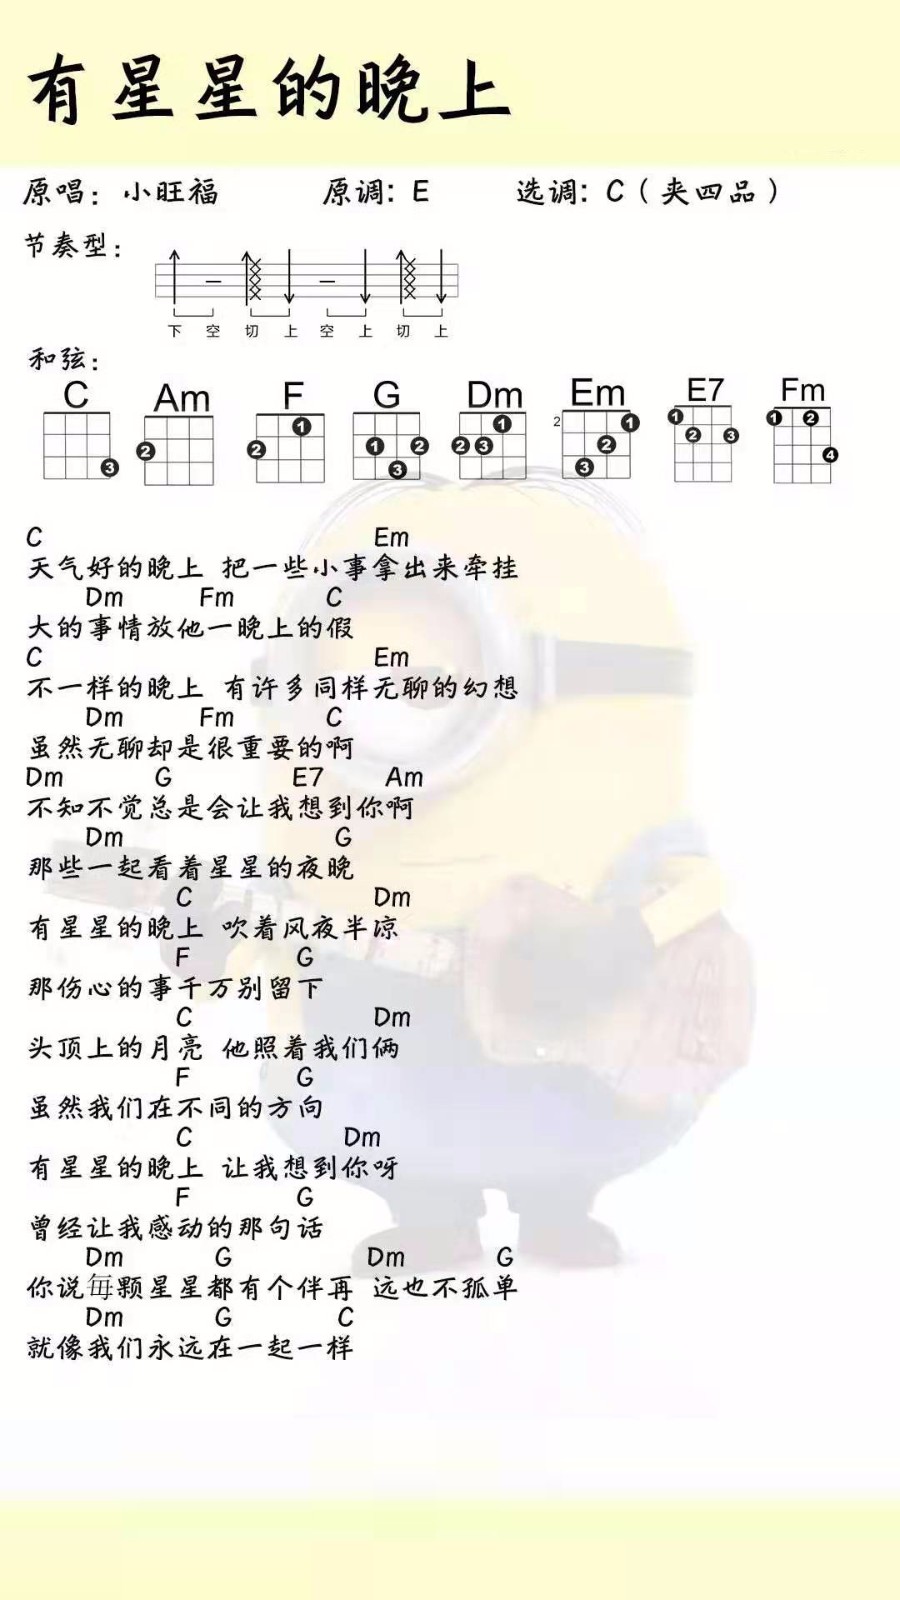 有星星的晚上
原唱：小旺福 原调: E 选调: C（夹四品）
节奏型：
下 空 切 上 空 上 切 上
和弦：
C Am F G Dm Em E7 Fm
3 2 1 2 1 2 3 1 2 3 2 1 2 3 1 2 3 1 2 4
C Em
天气好的晚上 把一些小事拿出来牵挂
Dm Fm C
大的事情放他一晚上的假
C Em
不一样的晚上 有许多同样无聊的幻想
Dm Fm C
虽然无聊却是很重要的啊
Dm G E7 Am
不知不觉总是会让我想到你啊
Dm G
那些一起看着星星的夜晚
C Dm
有星星的晚上 吹着风夜半凉
F G
那伤心的事千万别留下
C Dm
头顶上的月亮 他照着我们俩
F G
虽然我们在不同的方向
C Dm
有星星的晚上 让我想到你呀
F G
曾经让我感动的那句话
Dm G Dm G
你说每颗星星都有个伴再 远也不孤单
Dm G C
就像我们永远在一起一样